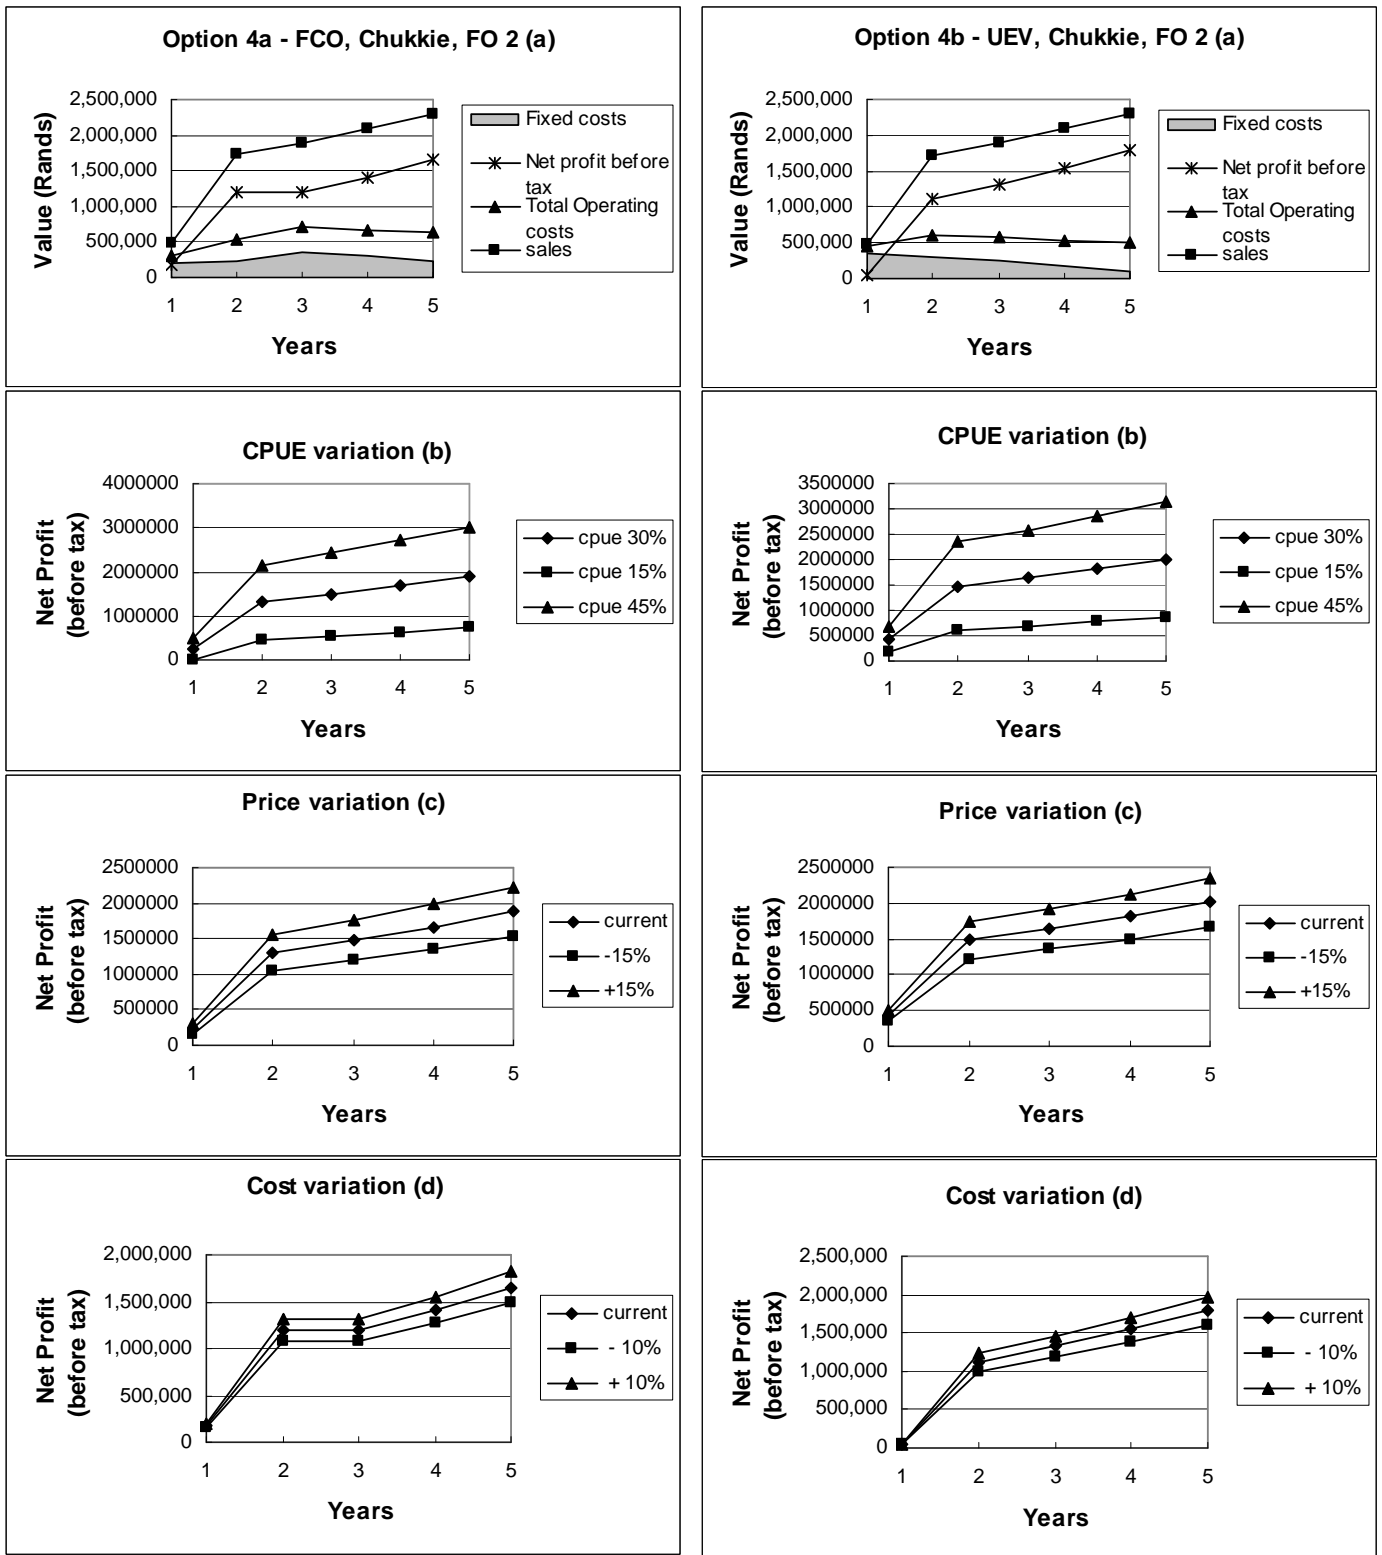 Option 4a - FCO, Chukkie, FO 2 (a)
Value (Rands)
2,500,000
2,000,000
1,500,000
1,000,000
500,000
0
1 2 3 4 5
Years
Fixed costs
Net profit before
tax
Total Operating
costs
sales
Option 4b - UEV, Chukkie, FO 2 (a)
Value (Rands)
2,500,000
2,000,000
1,500,000
1,000,000
500,000
0
1 2 3 4 5
Years
Fixed costs
Net profit before
tax
Total Operating
costs
sales
CPUE variation (b)
Net Profit
(before tax)
4000000
3000000
2000000
1000000
0
1 2 3 4 5
Years
cpue 30%
cpue 15%
cpue 45%
CPUE variation (b)
Net Profit
(before tax)
3500000
3000000
2500000
2000000
1500000
1000000
500000
0
1 2 3 4 5
Years
cpue 30%
cpue 15%
cpue 45%
Price variation (c)
Net Profit
(before tax)
2500000
2000000
1500000
1000000
500000
0
1 2 3 4 5
Years
current
-15%
+15%
Price variation (c)
Net Profit
(before tax)
2500000
2000000
1500000
1000000
500000
0
1 2 3 4 5
Years
current
-15%
+15%
Cost variation (d)
Net Profit
(before tax)
2,000,000
1,500,000
1,000,000
500,000
0
1 2 3 4 5
Years
current
- 10%
+ 10%
Cost variation (d)
Net Profit
(before tax)
2,500,000
2,000,000
1,500,000
1,000,000
500,000
0
1 2 3 4 5
Years
current
- 10%
+ 10%